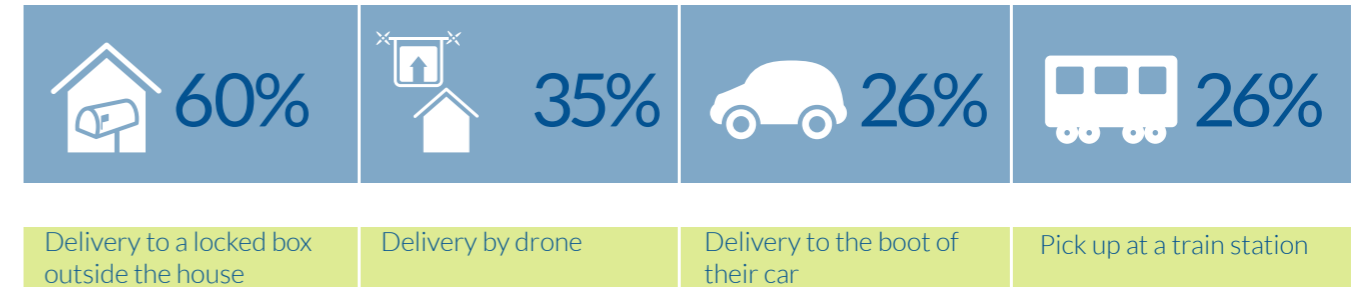 60%
35%
26%
26%
Delivery to a locked box
outside the house
Delivery by drone
Delivery to the boot of
their car
Pick up at a train station